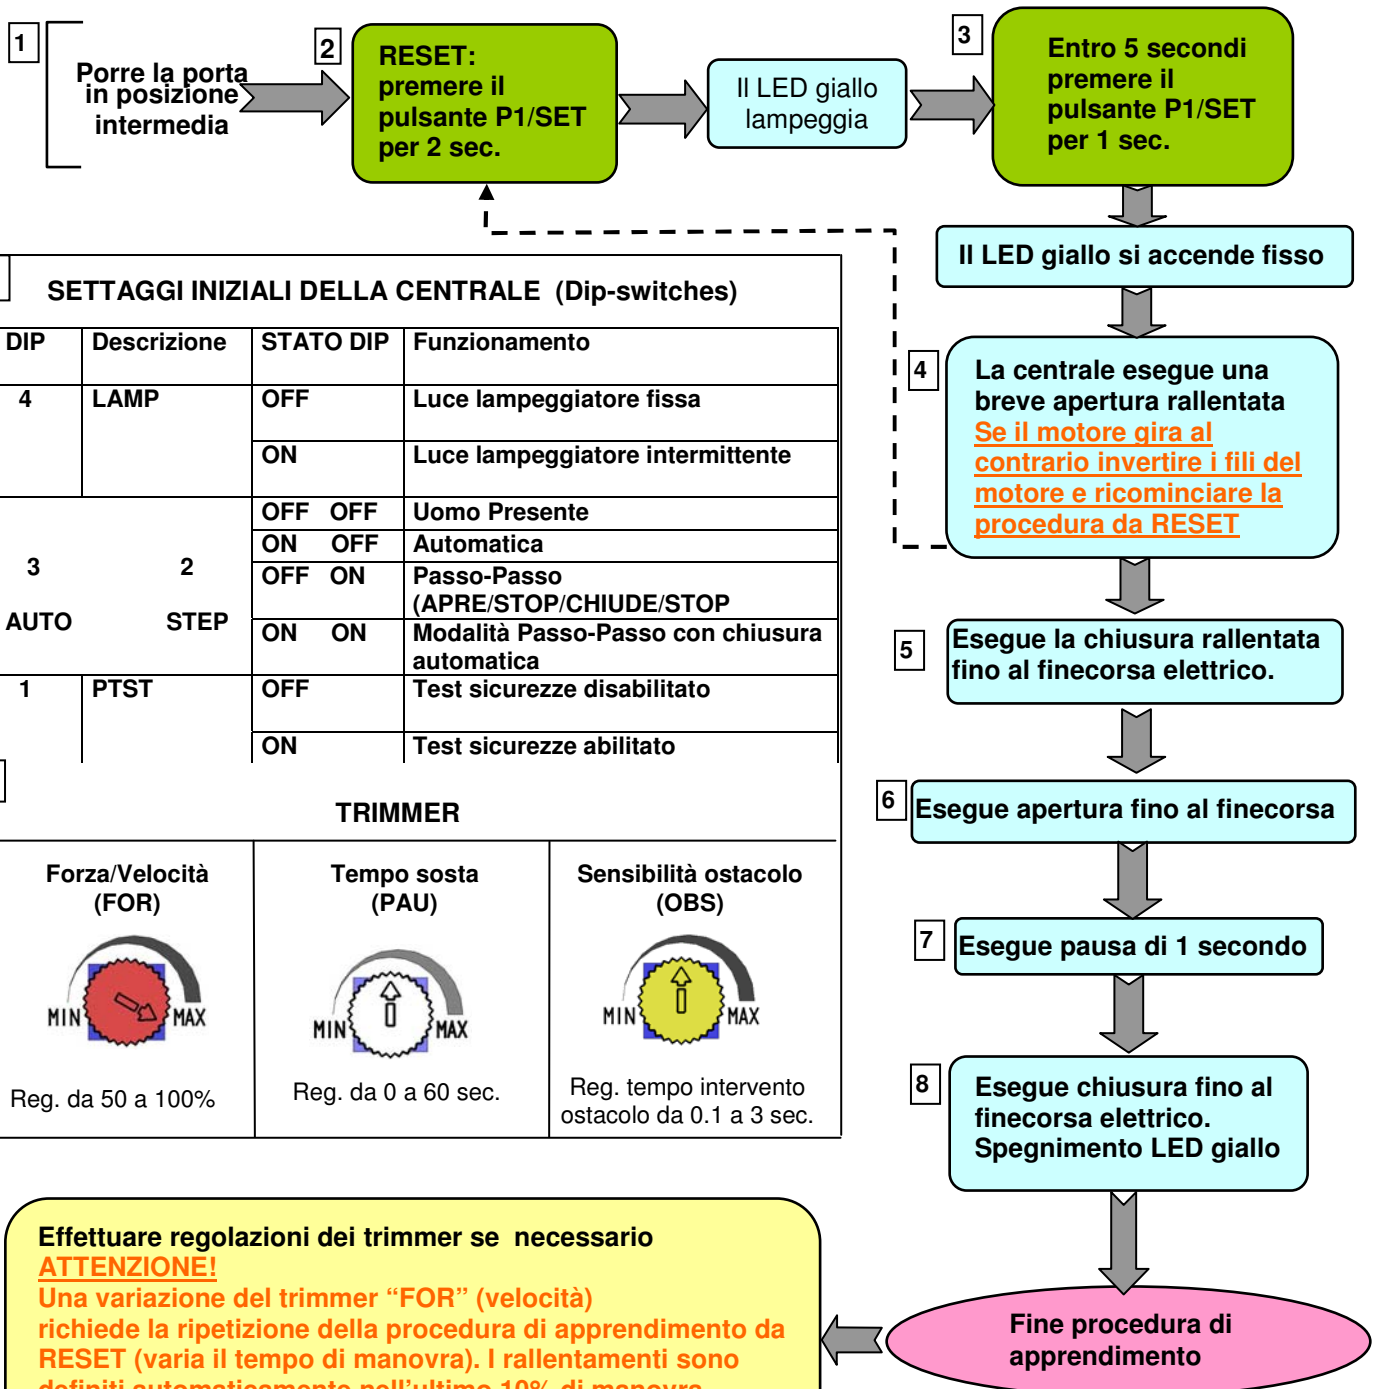 1
Porre la porta
in posizione
intermedia
2
RESET:
premere il
pulsante P1/SET
per 2 sec.
Il LED giallo
lampeggia
3
Entro 5 secondi
premere il
pulsante P1/SET
per 1 sec.
Il LED giallo si accende fisso
4
La centrale esegue una
breve apertura rallentata
Se il motore gira al
contrario invertire i fili del
motore e ricominciare la
procedura da RESET
5
Esegue la chiusura rallentata
fino al finecorsa elettrico.
6
Esegue apertura fino al finecorsa
7
Esegue pausa di 1 secondo
8
Esegue chiusura fino al
finecorsa elettrico.
Spegnimento LED giallo
Fine procedura di
apprendimento
SETTAGGI INIZIALI DELLA CENTRALE (Dip-switches)
DIP Descrizione STATO DIP Funzionamento
4 LAMP OFF Luce lampeggiatore fissa
ON Luce lampeggiatore intermittente
OFF OFF Uomo Presente
ON OFF Automatica
3 2 OFF ON Passo-Passo
(APRE/STOP/CHIUDE/STOP
AUTO STEP ON ON Modalità Passo-Passo con chiusura
automatica
1 PTST OFF Test sicurezze disabilitato
ON Test sicurezze abilitato
TRIMMER
Forza/Velocità
(FOR)
MIN MAX
Reg. da 50 a 100%
Tempo sosta
(PAU)
MIN MAX
Reg. da 0 a 60 sec.
Sensibilità ostacolo
(OBS)
MIN MAX
Reg. tempo intervento
ostacolo da 0.1 a 3 sec.
Effettuare regolazioni dei trimmer se necessario
ATTENZIONE!
Una variazione del trimmer “FOR” (velocità)
richiede la ripetizione della procedura di apprendimento da
RESET (varia il tempo di manovra). I rallentamenti sono
definiti automaticamente nell'ultimo 10% di manovra